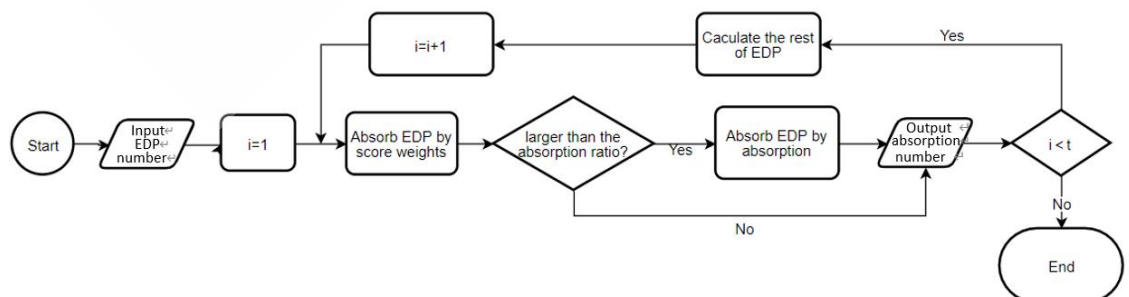 i=i+1
Caculate the rest
of EDP
Yes
Start
Input
EDP
number
i=1
Absorb EDP by
score weights
larger than the
absorption ratio?
Yes
Absorb EDP by
absorption
Output
absorption
number
i < t
No
No
End